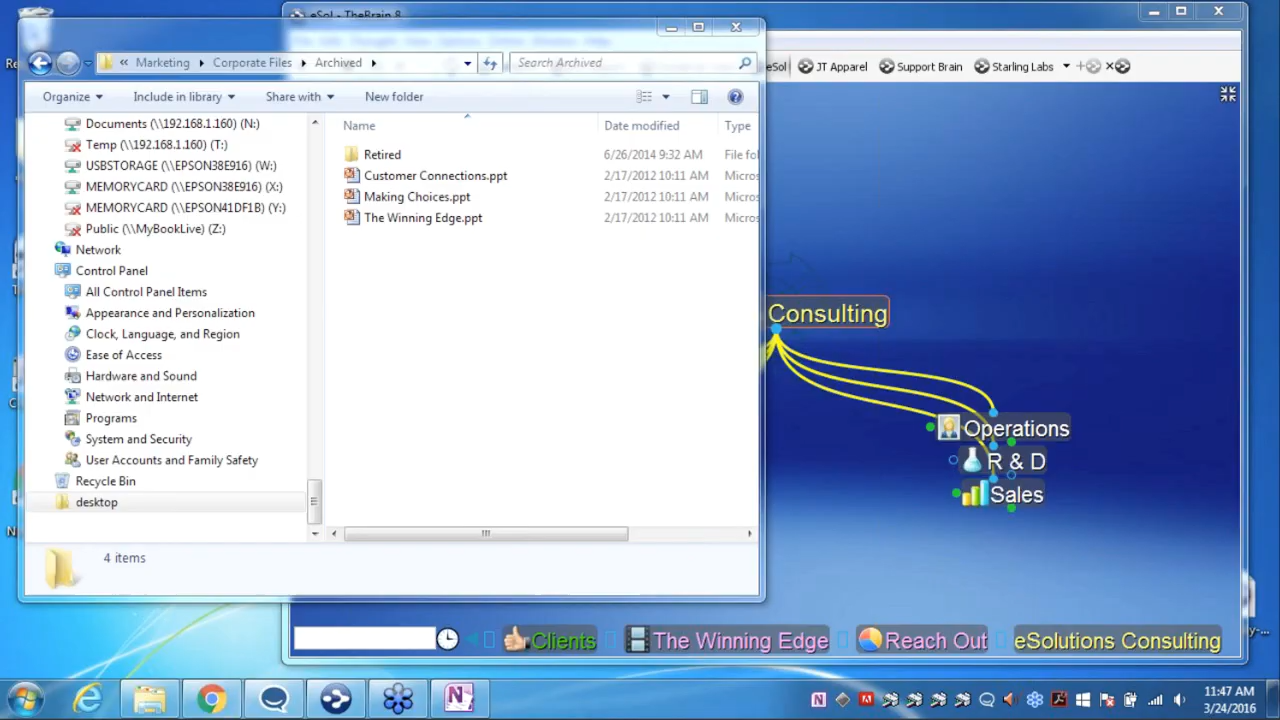 eSol - TheBrain 8
Marketing
Corporate Files
Archived
Search Archived
eSol
JT Apparel
Support Brain
Starling Labs
Organize
Include in library
Share with
New folder
Documents (\\192.168.1.160) (N:)
Temp (\\192.168.1.160) (T:)
USBSTORAGE (\\EPSON38E916) (W:)
MEMORYCARD (\\EPSON38E916) (X:)
MEMORYCARD (\\EPSON41DF1B) (Y:)
Public (\\MyBookLive) (Z:)
Network
Control Panel
All Control Panel Items
Appearance and Personalization
Clock, Language, and Region
Ease of Access
Hardware and Sound
Network and Internet
Programs
System and Security
User Accounts and Family Safety
Recycle Bin
desktop
Name Date modified Type
Retired 6/26/2014 9:32 AM File fo
Customer Connections.ppt 2/17/2012 10:11 AM Micros
Making Choices.ppt 2/17/2012 10:11 AM Micros
The Winning Edge.ppt 2/17/2012 10:11 AM Micros
4 items
Consulting
Operations
R & D
Sales
Clients
The Winning Edge
Reach Out
eSolutions Consulting
11:47 AM
3/24/2016